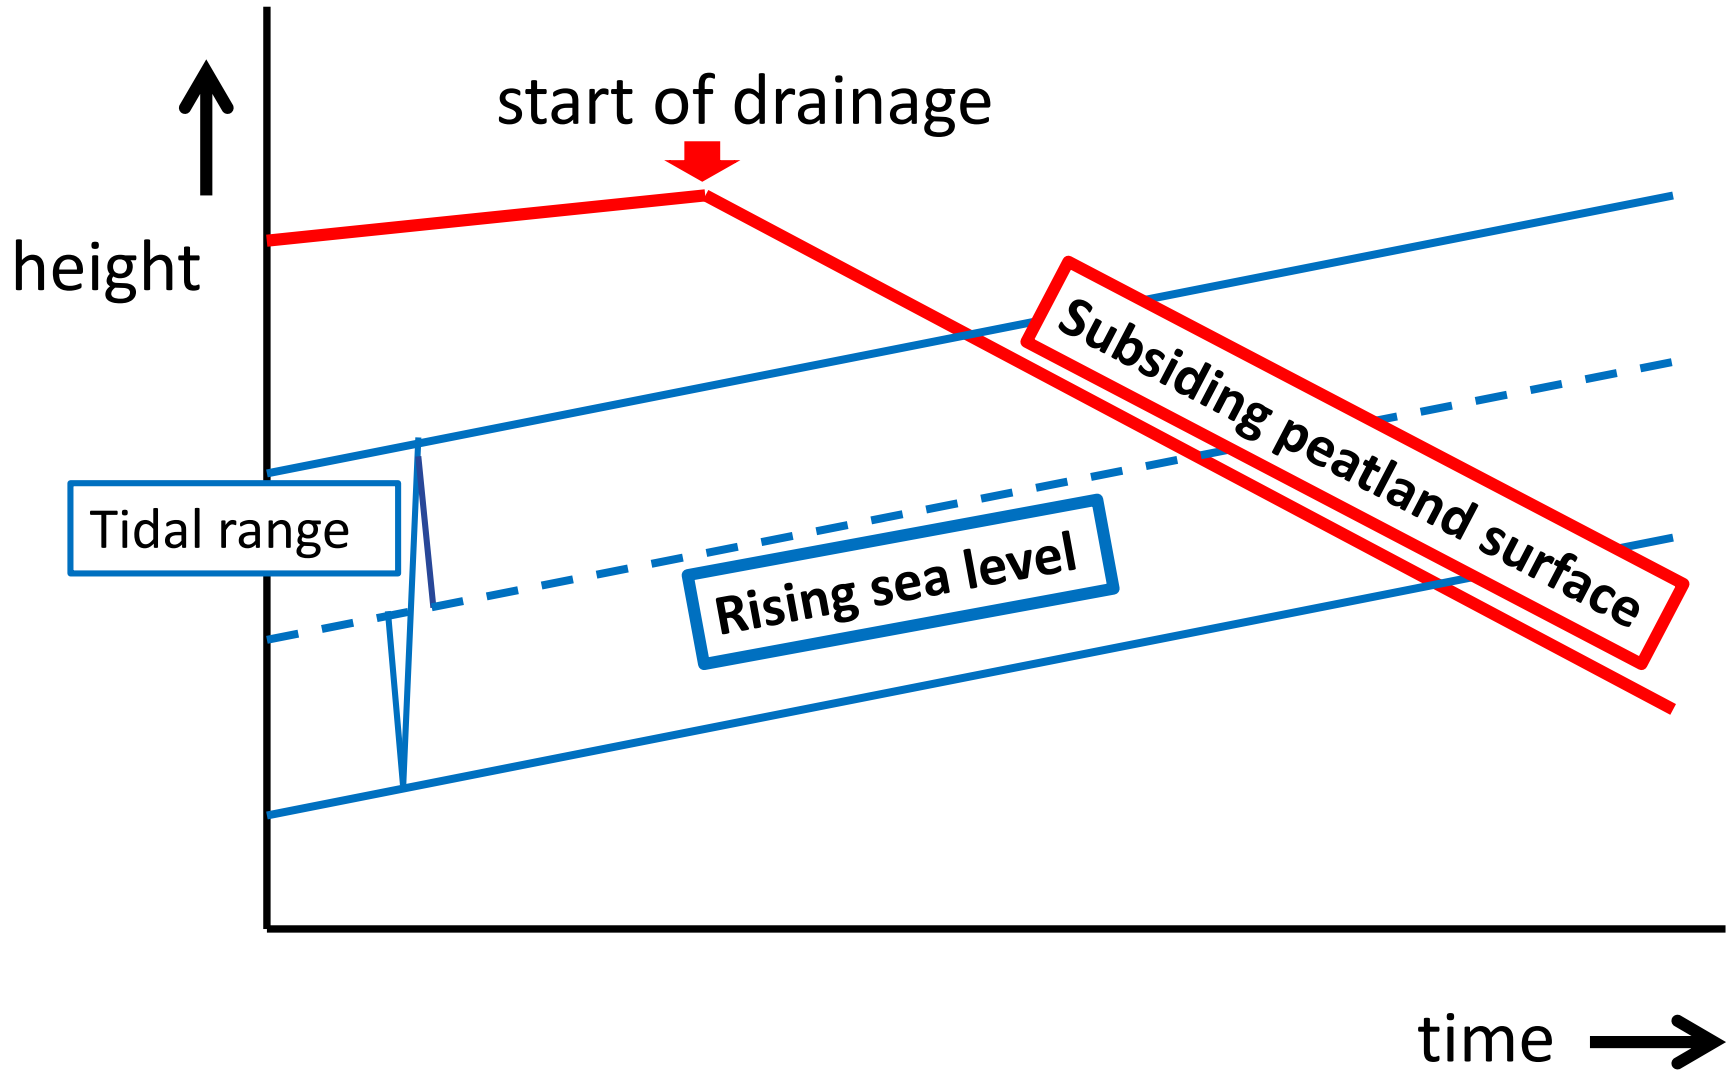 start of drainage
height
Subsiding peatland surface
Tidal range
Rising sea level
time